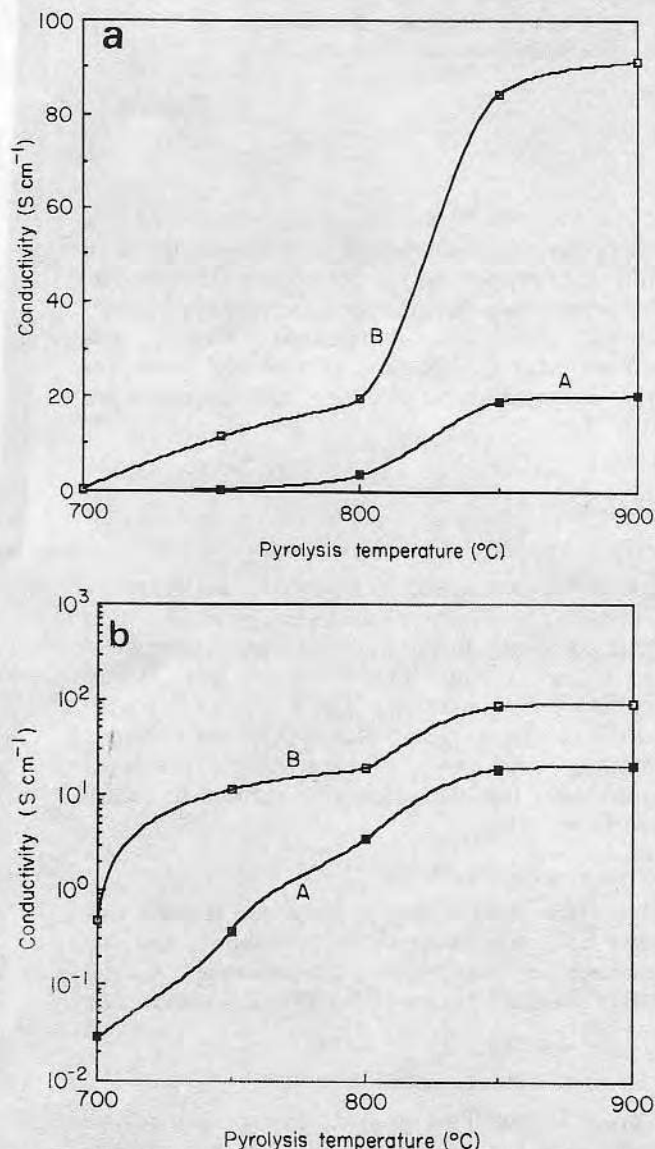 a
100
80
60
40
20
0
Conductivity (S cm⁻¹)
B
A
700
800
900
Pyrolysis temperature (°C)
b
10³
10²
10¹
10⁰
10⁻¹
10⁻²
Conductivity (S cm⁻¹)
B
A
700
800
900
Pyrolysis temperature (°C)